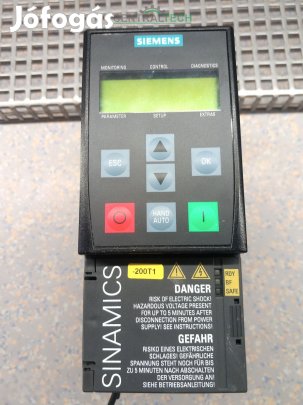 Jófogás
CENTRALTECH
SIEMENS
MONITORING CONTROL DIAGNOSTICS
PARAMETER SETUP EXTRAS
ESC
OK
HAND
AUTO
I
SINAMICS
-200T1
RDY
BF
SAFE
DANGER
RISK OF ELECTRIC SHOCK!
HAZARDOUS VOLTAGE PRESENT
FOR UP TO 5 MINUTES AFTER
DISCONNECTION FROM POWER
SUPPLY! SEE INSTRUCTIONS!
GEFAHR
RISIKO EINES ELEKTRISCHEN
SCHLAGES! GEFÄHRLICHE
SPANNUNG STEHT NOCH FÜR BIS
ZU 5 MINUTEN NACH ABSCHALTEN
DER VERSORGUNG AN!
SIEHE BETRIEBSANLEITUNG!